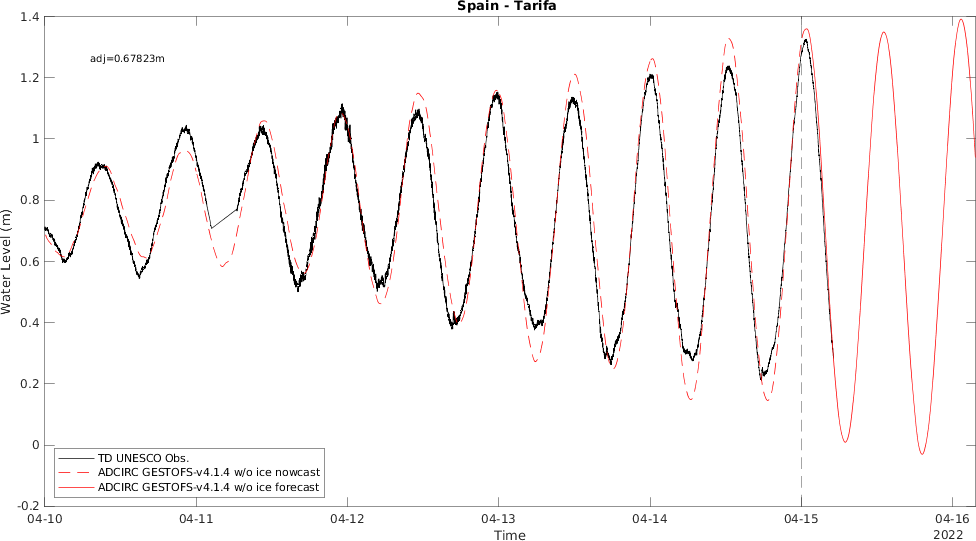 Spain - Tarifa
adj=0.67823m
Water Level (m)
1.4
1.2
1
0.8
0.6
0.4
0.2
0
-0.2
TD UNESCO Obs.
ADCIRC GESTOFS-v4.1.4 w/o ice nowcast
ADCIRC GESTOFS-v4.1.4 w/o ice forecast
04-10 04-11 04-12 04-13 04-14 04-15 04-16
Time
2022